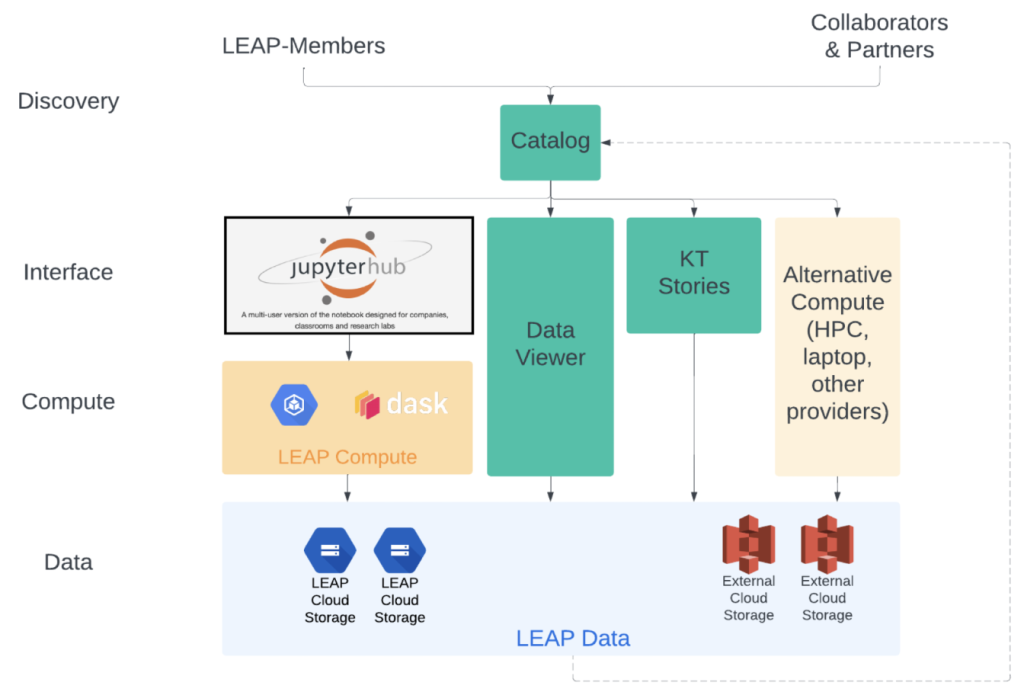 LEAP-Members
Collaborators
& Partners
Discovery
Catalog
Interface
jupyterhub
A multi-user version of the notebook designed for companies,
classrooms and research labs
Data
Viewer
KT
Stories
Alternative
Compute
(HPC,
laptop,
other
providers)
Compute
dask
LEAP Compute
Data
LEAP
Cloud
Storage
LEAP
Cloud
Storage
External
Cloud
Storage
External
Cloud
Storage
LEAP Data